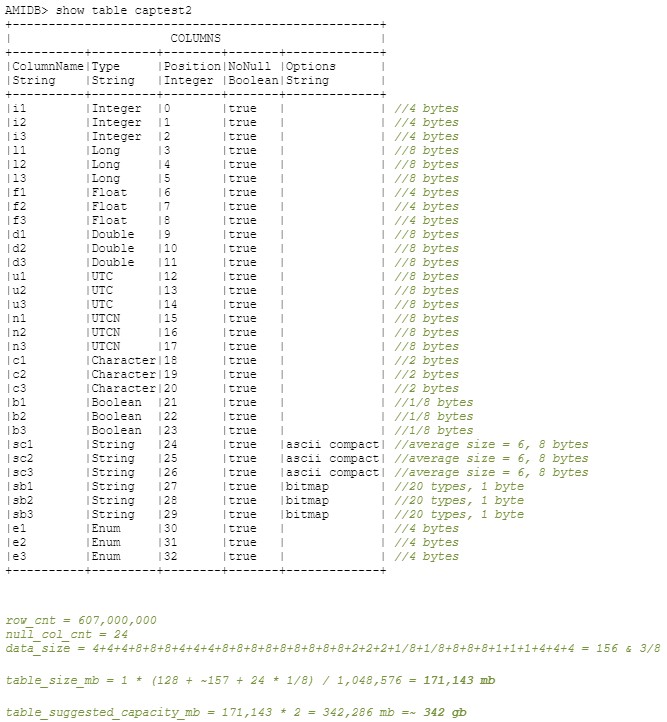 AMIDB> show table captest2
+----------------------------------------------------+
|                      COLUMNS                       |
+----------+---------+--------+-------+--------------+
|ColumnName|Type     |Position|NoNull |Options       |
|String    |String   |Integer |Boolean|String        |
+----------+---------+--------+-------+--------------+
|i1        |Integer  |0       |true   |              | //4 bytes
|i2        |Integer  |1       |true   |              | //4 bytes
|i3        |Integer  |2       |true   |              | //4 bytes
|l1        |Long     |3       |true   |              | //8 bytes
|l2        |Long     |4       |true   |              | //8 bytes
|l3        |Long     |5       |true   |              | //8 bytes
|f1        |Float    |6       |true   |              | //4 bytes
|f2        |Float    |7       |true   |              | //4 bytes
|f3        |Float    |8       |true   |              | //4 bytes
|d1        |Double   |9       |true   |              | //8 bytes
|d2        |Double   |10      |true   |              | //8 bytes
|d3        |Double   |11      |true   |              | //8 bytes
|u1        |UTC      |12      |true   |              | //8 bytes
|u2        |UTC      |13      |true   |              | //8 bytes
|u3        |UTC      |14      |true   |              | //8 bytes
|n1        |UTCN     |15      |true   |              | //8 bytes
|n2        |UTCN     |16      |true   |              | //8 bytes
|n3        |UTCN     |17      |true   |              | //8 bytes
|c1        |Character|18      |true   |              | //2 bytes
|c2        |Character|19      |true   |              | //2 bytes
|c3        |Character|20      |true   |              | //2 bytes
|b1        |Boolean  |21      |true   |              | //1/8 bytes
|b2        |Boolean  |22      |true   |              | //1/8 bytes
|b3        |Boolean  |23      |true   |              | //1/8 bytes
|sc1       |String   |24      |true   |ascii compact| //average size = 6, 8 bytes
|sc2       |String   |25      |true   |ascii compact| //average size = 6, 8 bytes
|sc3       |String   |26      |true   |ascii compact| //average size = 6, 8 bytes
|sb1       |String   |27      |true   |bitmap        | //20 types, 1 byte
|sb2       |String   |28      |true   |bitmap        | //20 types, 1 byte
|sb3       |String   |29      |true   |bitmap        | //20 types, 1 byte
|e1        |Enum     |30      |true   |              | //4 bytes
|e2        |Enum     |31      |true   |              | //4 bytes
|e3        |Enum     |32      |true   |              | //4 bytes
+----------+---------+--------+-------+--------------+
row_cnt = 607,000,000
null_col_cnt = 24
data_size = 4+4+4+8+8+8+4+4+4+8+8+8+8+8+8+8+8+8+2+2+2+1/8+1/8+8+8+8+1+1+1+4+4+4 = 156 & 3/8
table_size_mb = 1 * (128 + ~157 + 24 * 1/8) / 1,048,576 = 171,143 mb
table_suggested_capacity_mb = 171,143 * 2 = 342,286 mb =~ 342 gb